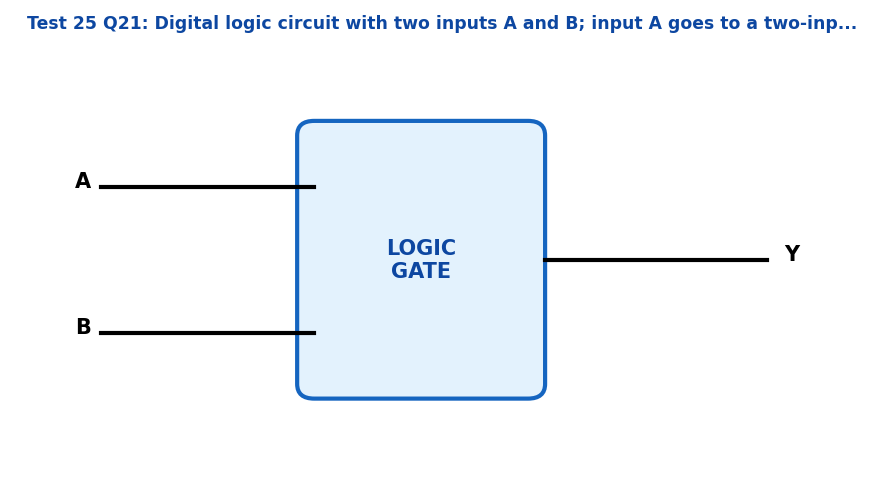 Test 25 Q21: Digital logic circuit with two inputs A and B; input A goes to a two-inp...
A
LOGIC
GATE
Y
B